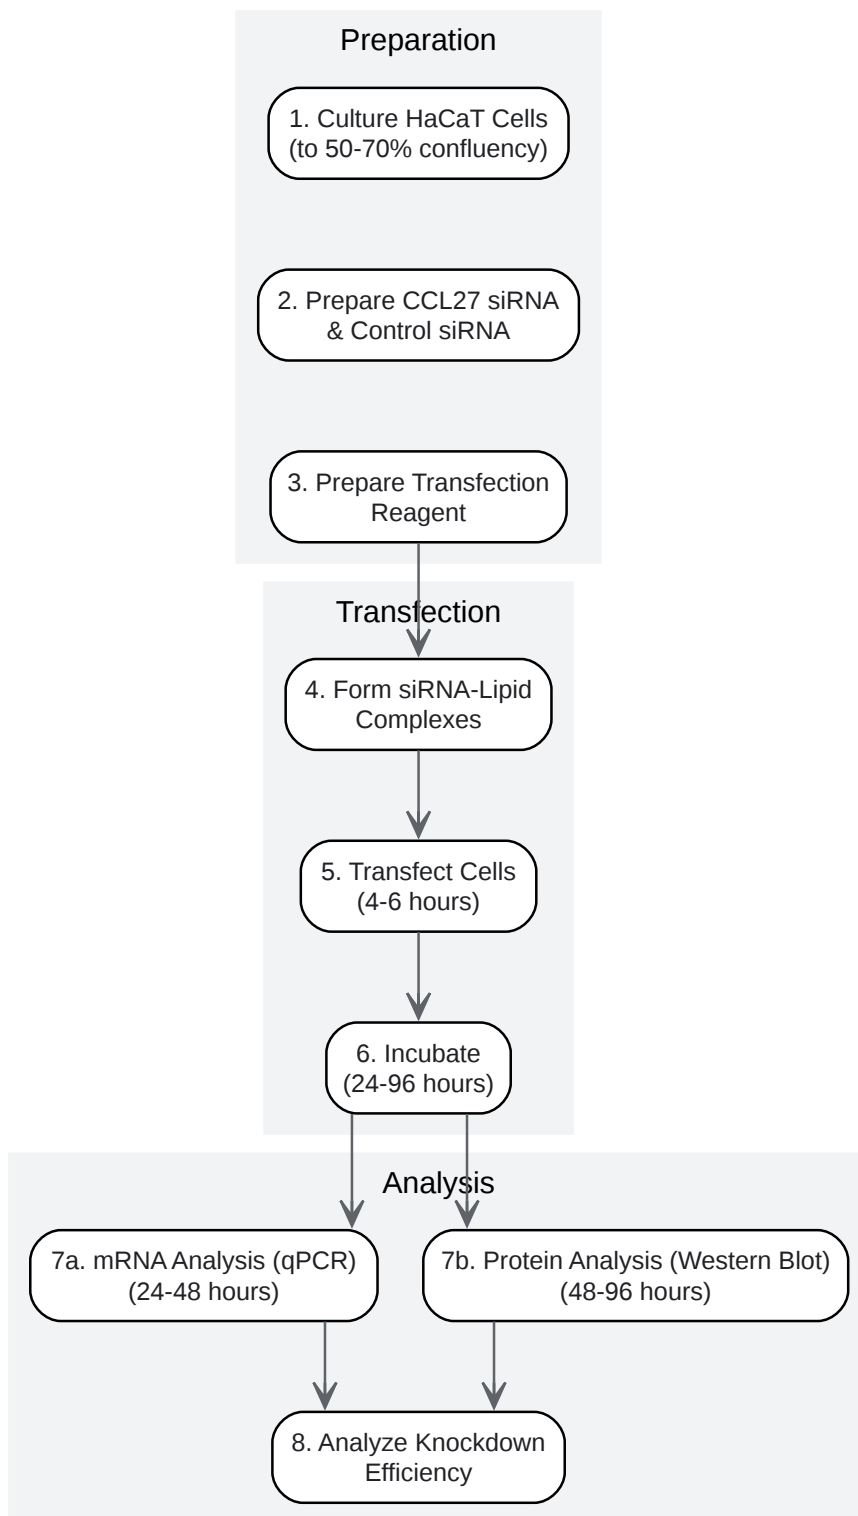 Preparation
1. Culture HaCaT Cells
(to 50-70% confluency)
2. Prepare CCL27 siRNA
& Control siRNA
3. Prepare Transfection
Reagent
Transfection
4. Form siRNA-Lipid
Complexes
5. Transfect Cells
(4-6 hours)
6. Incubate
(24-96 hours)
Analysis
7a. mRNA Analysis (qPCR)
(24-48 hours)
7b. Protein Analysis (Western Blot)
(48-96 hours)
8. Analyze Knockdown
Efficiency